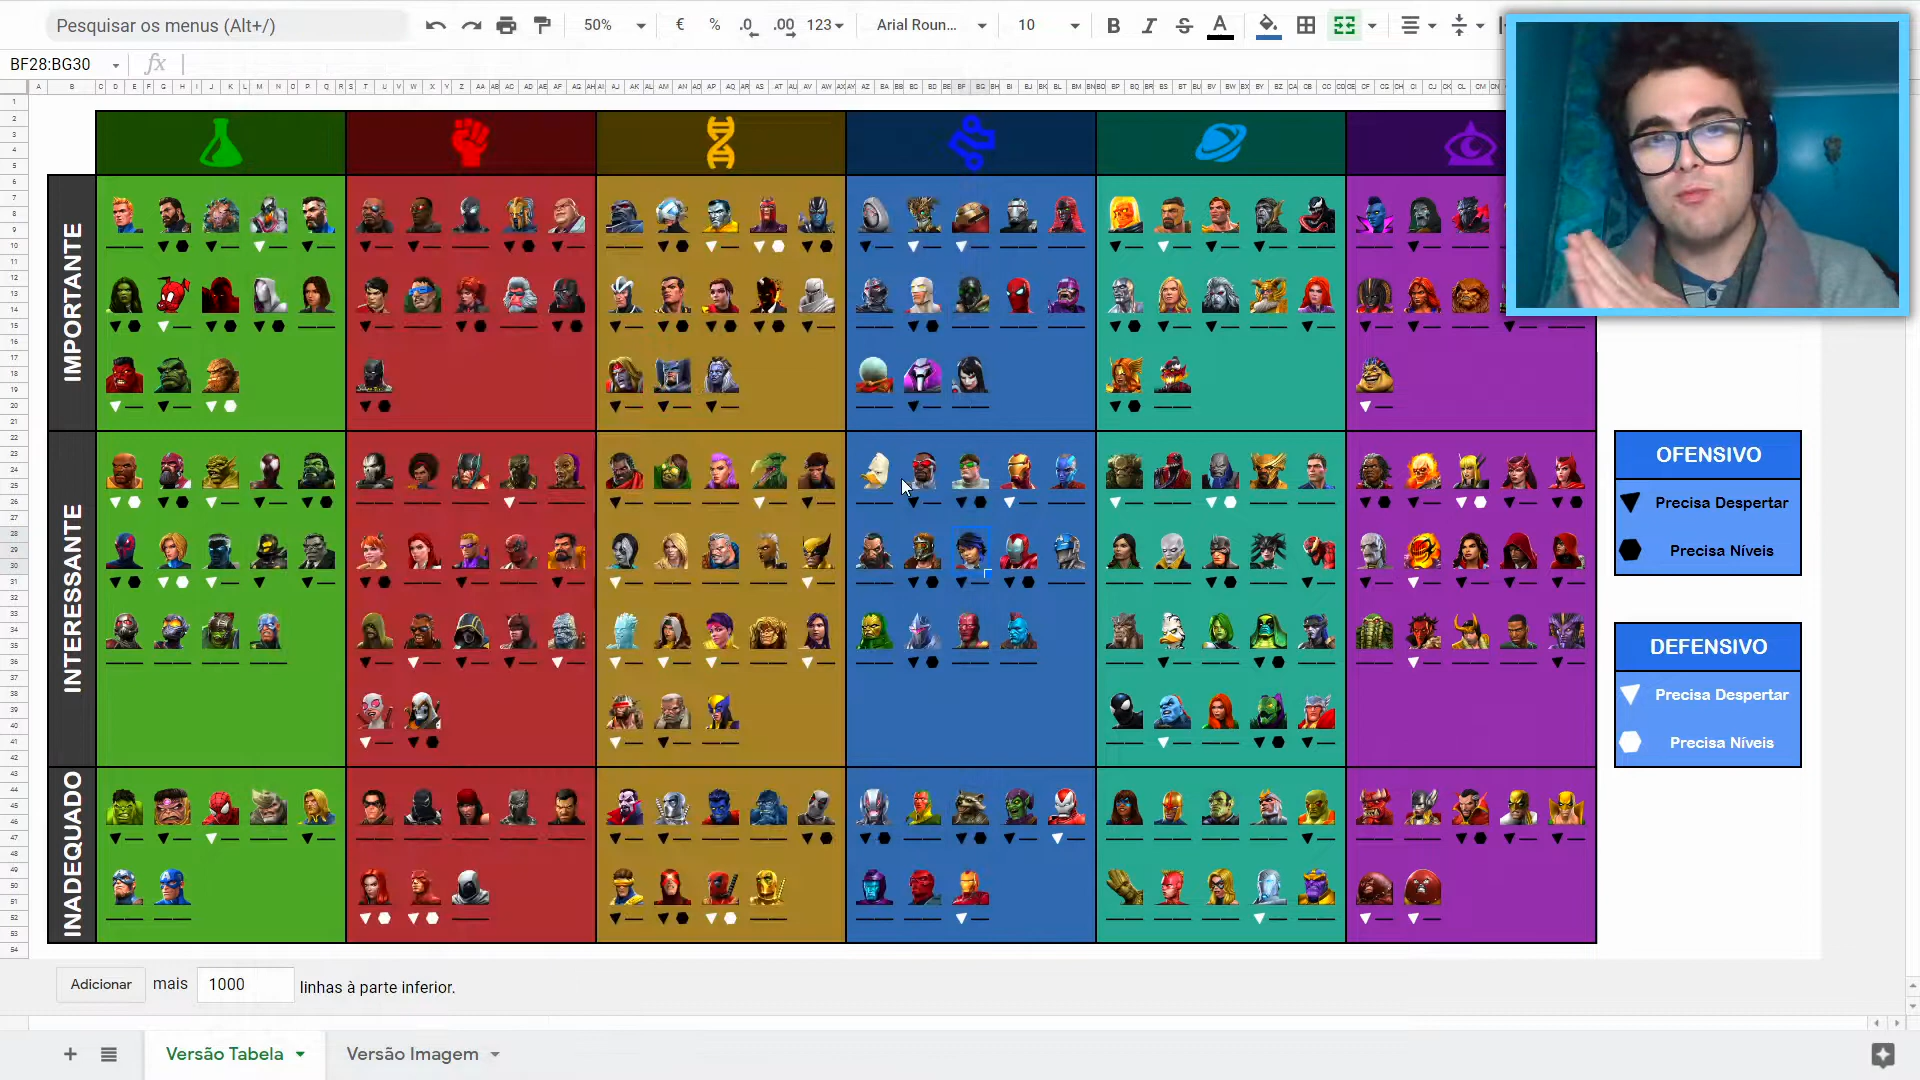 Pesquisar os menus (Alt+/)
50% € % .0 .00 123 Arial Roun... 10 B I S A
BF28:BG30 fx
IMPORTANTE
INTERESSANTE
INADEQUADO
OFENSIVO
Precisa Despertar
Precisa Níveis
DEFENSIVO
Precisa Despertar
Precisa Níveis
Adicionar mais 1000 linhas à parte inferior.
Versão Tabela Versão Imagem